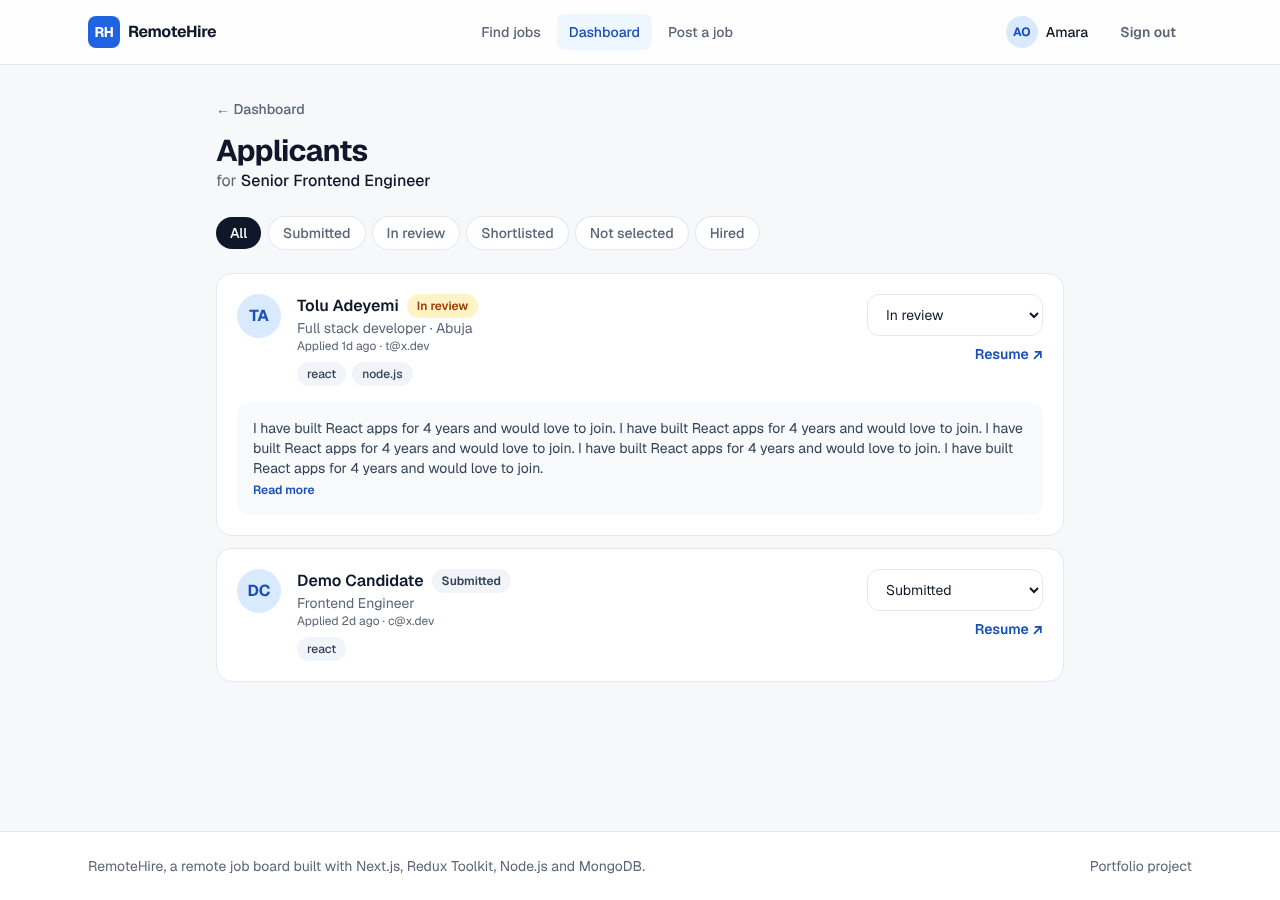 RH RemoteHire Find jobs Dashboard Post a job AO Amara Sign out
← Dashboard
Applicants
for Senior Frontend Engineer
All Submitted In review Shortlisted Not selected Hired
TA Tolu Adeyemi In review In review
Full stack developer · Abuja
Applied 1d ago · t@x.dev
Resume ↗
react node.js
I have built React apps for 4 years and would love to join. I have built React apps for 4 years and would love to join. I have
built React apps for 4 years and would love to join. I have built React apps for 4 years and would love to join. I have built
React apps for 4 years and would love to join.
Read more
DC Demo Candidate Submitted Submitted
Frontend Engineer
Applied 2d ago · c@x.dev
Resume ↗
react
RemoteHire, a remote job board built with Next.js, Redux Toolkit, Node.js and MongoDB. Portfolio project